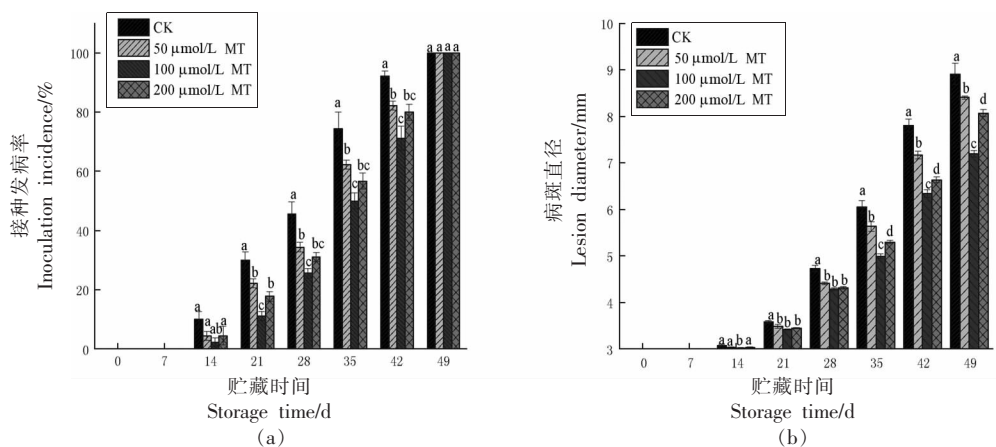 CK
50 μmol/L MT
100 μmol/L MT
200 μmol/L MT
接种发病率
Inoculation incidence/%
100
80
60
40
20
0
a a ab a
a b c b
a b c bc
a b c bc
a b c bc
a a a a
0 7 14 21 28 35 42 49
贮藏时间
Storage time/d
(a)
CK
50 μmol/L MT
100 μmol/L MT
200 μmol/L MT
病斑直径
Lesion diameter/mm
10
9
8
7
6
5
4
3
a a b a
a b b b
a b b b
a b c d
a b c d
a b c d
0 7 14 21 28 35 42 49
贮藏时间
Storage time/d
(b)